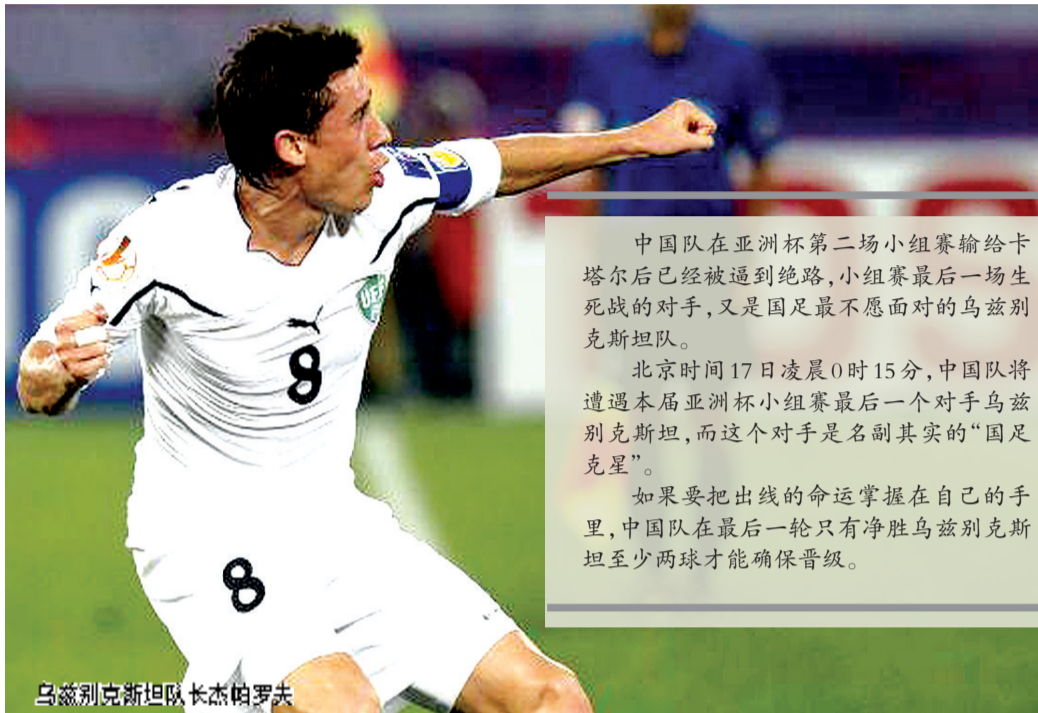 UFF
8
8
中国队在亚洲杯第二场小组赛输给卡
塔尔后已经被逼到绝路,小组赛最后一场生
死战的对手,又是国足最不愿面对的乌兹别
克斯坦队。
北京时间17日凌晨0时15分,中国队将
遭遇本届亚洲杯小组赛最后一个对手乌兹
别克斯坦,而这个对手是名副其实的“国足
克星”。
如果要把出线的命运掌握在自己的手
里,中国队在最后一轮只有净胜乌兹别克斯
坦至少两球才能确保晋级。
乌兹别克斯坦队长杰帕罗夫